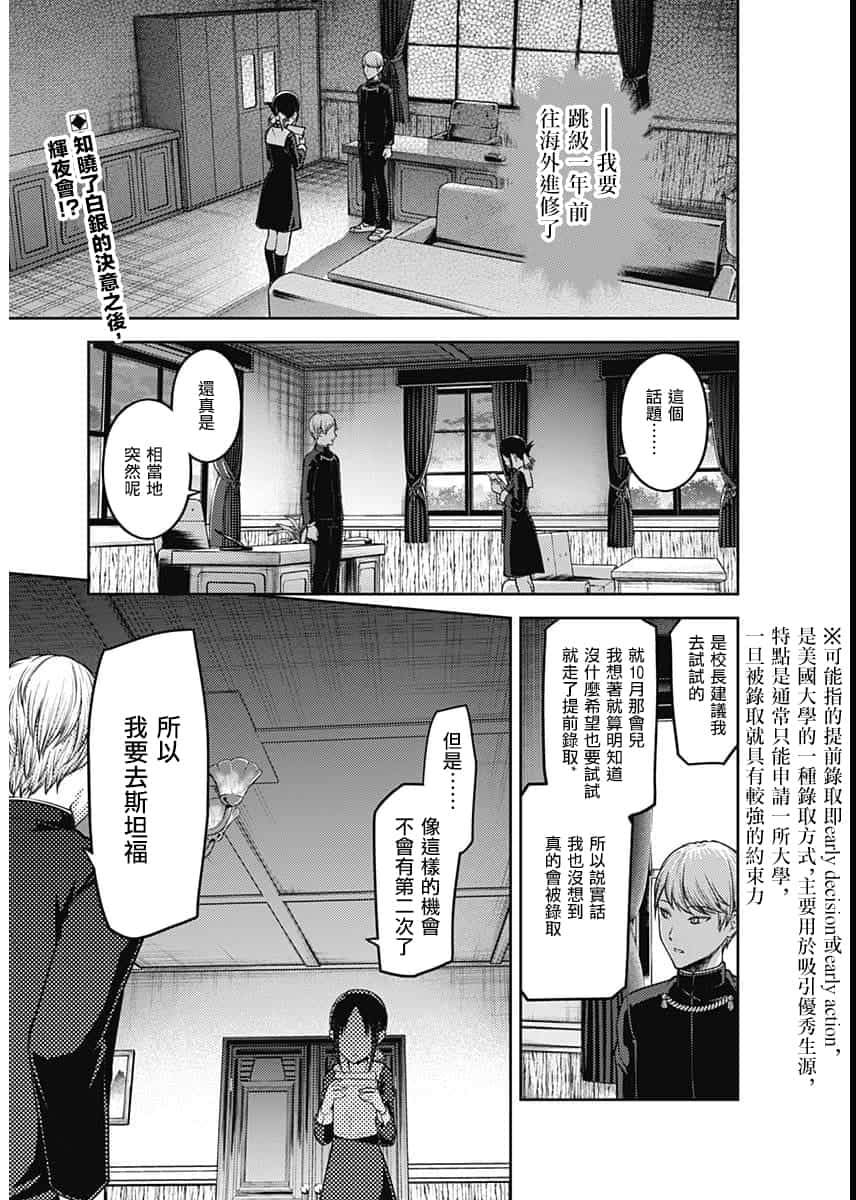 ——我要
跳級一年前
往海外進修了
◆知曉了白銀的決意之後，
輝夜會!?
這個
話題……
還真是
相當地
突然呢
是校長建議我
去試試的
就10月那會兒
我想著就算明知道
沒什麼希望也要試試
就走了提前錄取*
所以說實話
我也沒想到
真的會被錄取
但是……
像這樣的機會
不會有第二次了
所以
我要去斯坦福
※可能指的提前錄取即early decision或early action，
是美國大學的一種錄取方式，主要用於吸引優秀生源，
特點是通常只能申請一所大學，
一旦被錄取就具有較強的約束力